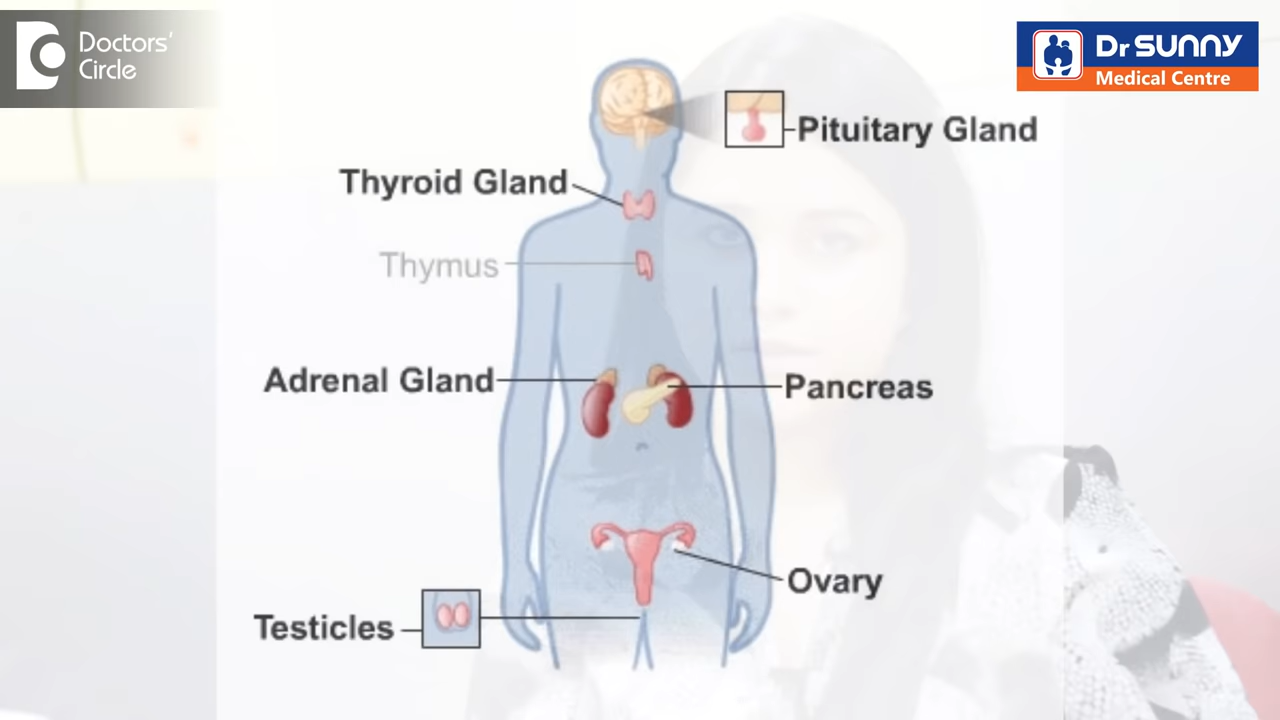 Doctors'
Circle
Dr SUNNY
Medical Centre
Pituitary Gland
Thyroid Gland
Thymus
Adrenal Gland
Pancreas
Ovary
Testicles